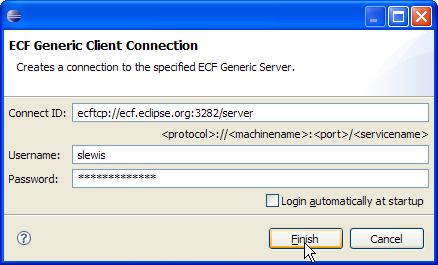 ECF Generic Client Connection
Creates a connection to the specified ECF Generic Server.
Connect ID: ecftcp://ecf.eclipse.org:3282/server
<protocol>://<machinename>:<port>/<servicename>
Username: slewis
Password: *************
Login automatically at startup
? Finish Cancel